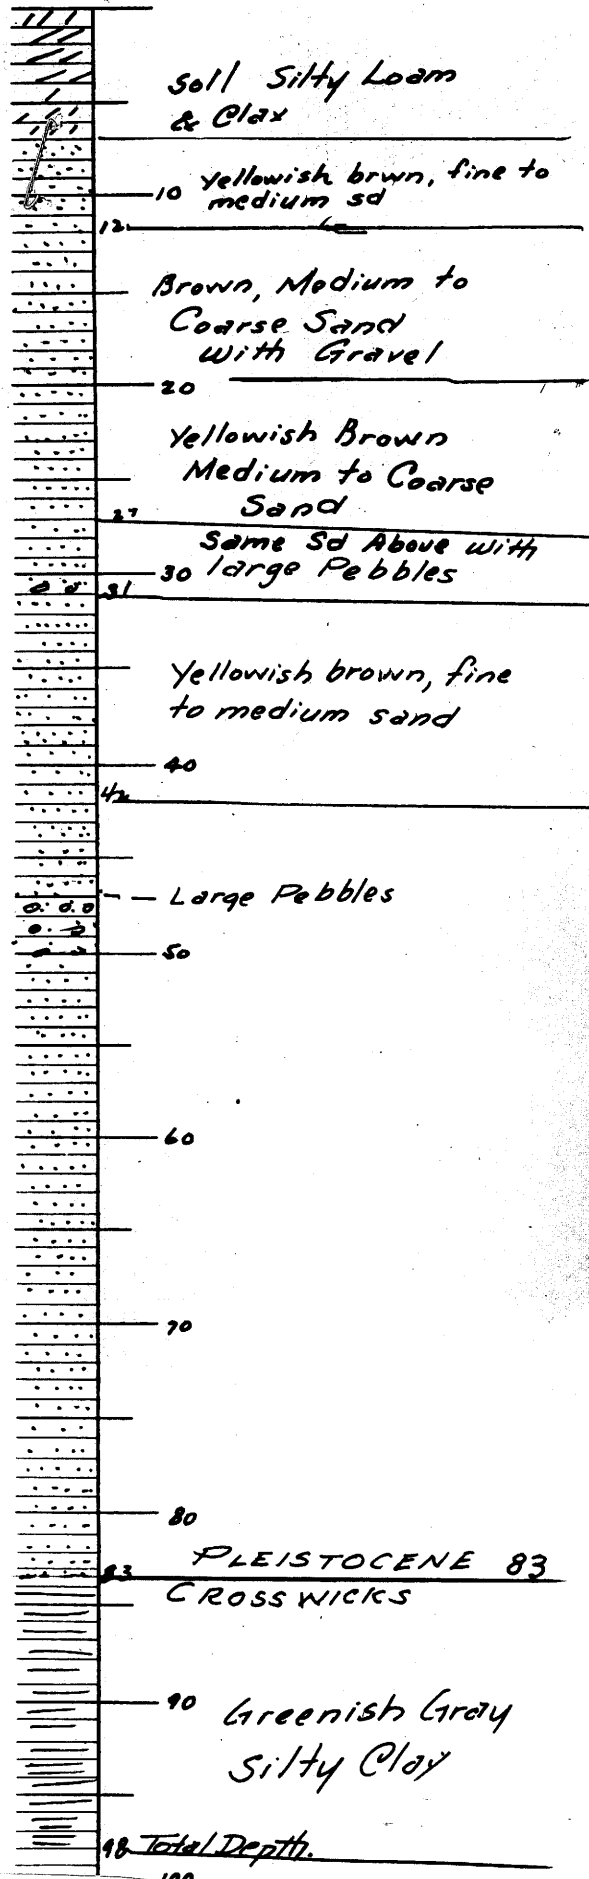 Soil Silty Loam
& Clay
10 Yellowish brwn, fine to
medium sd
12
Brown, Medium to
Coarse Sand
With Gravel
20
Yellowish Brown
Medium to Coarse
Sand
27
Same Sd Above with
30 large Pebbles
31
Yellowish brown, fine
to medium sand
40
42
Large Pebbles
50
60
70
80
PLEISTOCENE 83
83
CROSSWICKS
90 Greenish Gray
Silty Clay
98 Total Depth.
100